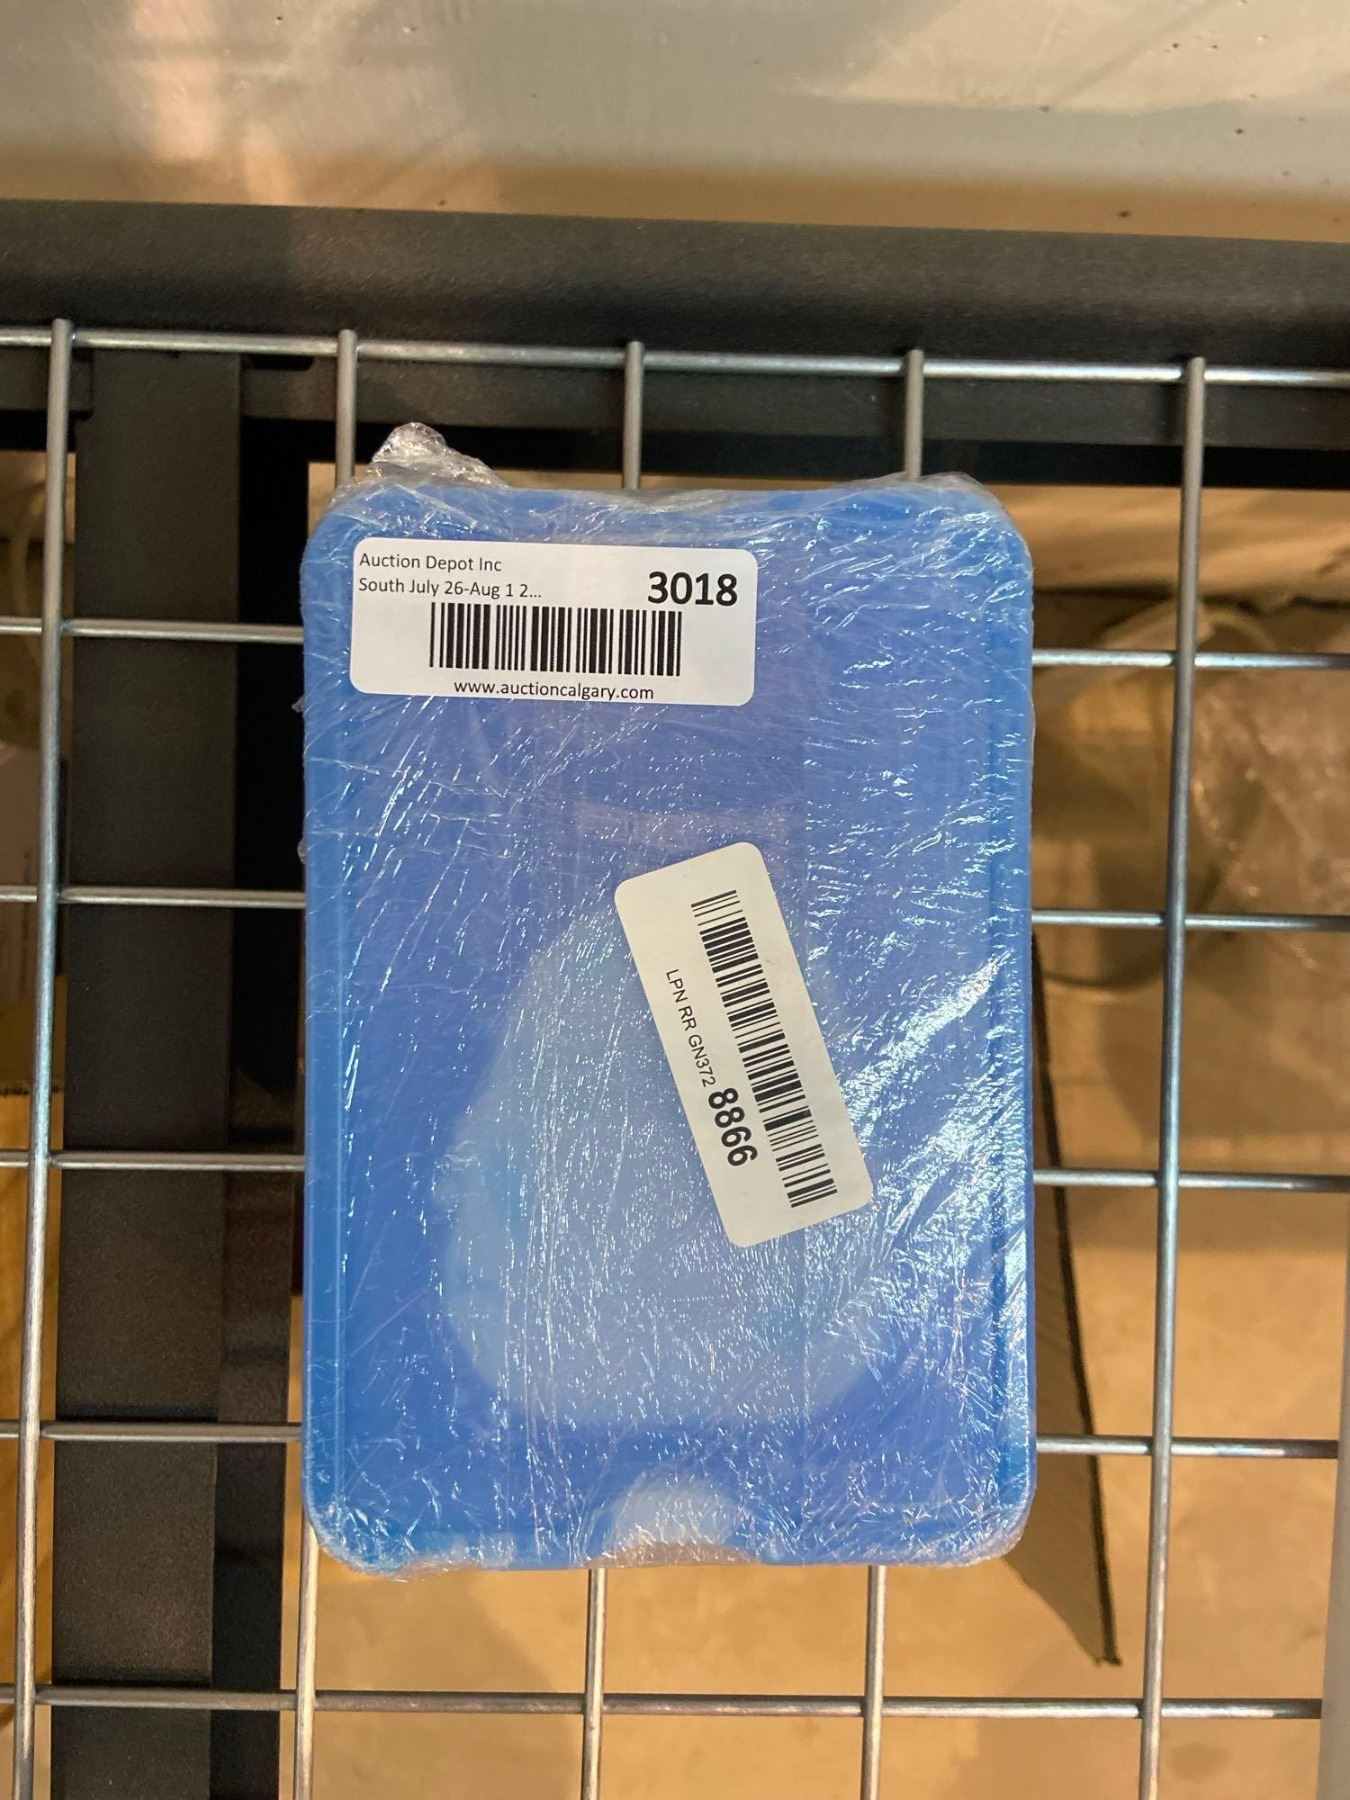 Auction Depot Inc
South July 26-Aug 1 2...
3018
www.auctioncalgary.com
LPN RR GN372 8866